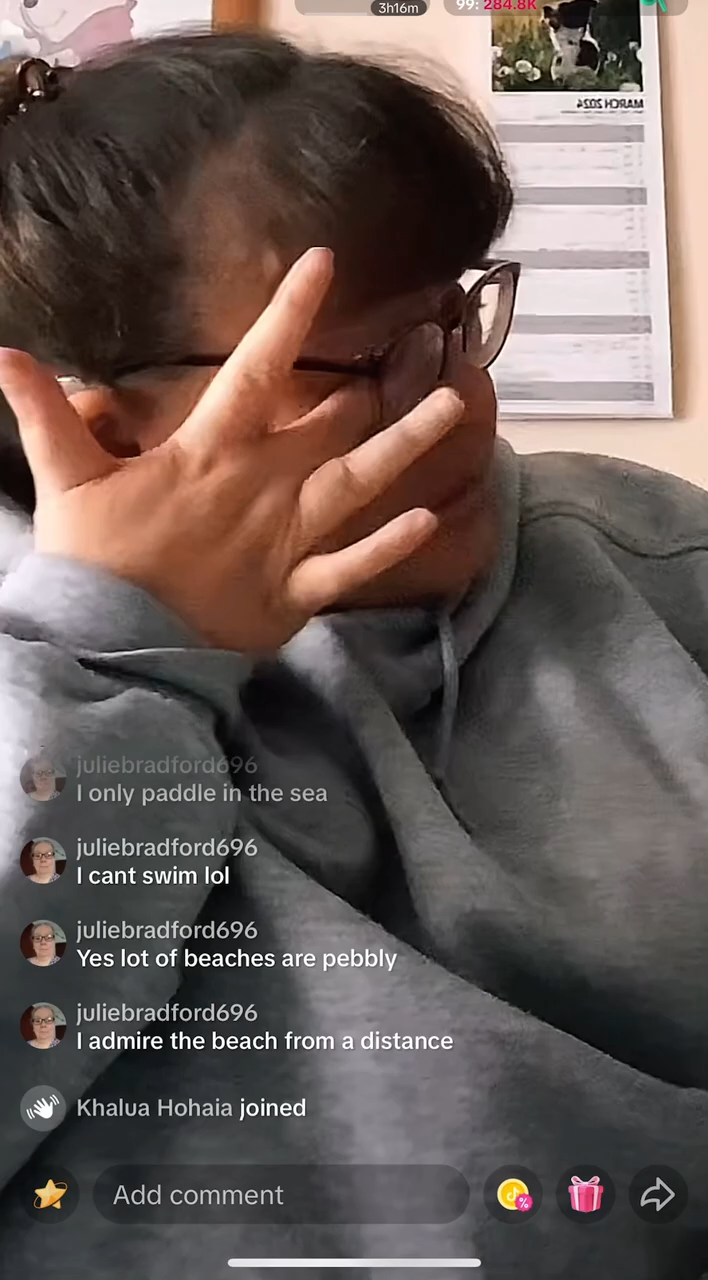 3h16m
99: 284.8K
MARCH 2024
juliebradford696
I only paddle in the sea
juliebradford696
I cant swim lol
juliebradford696
Yes lot of beaches are pebbly
juliebradford696
I admire the beach from a distance
Khalua Hohaia joined
Add comment